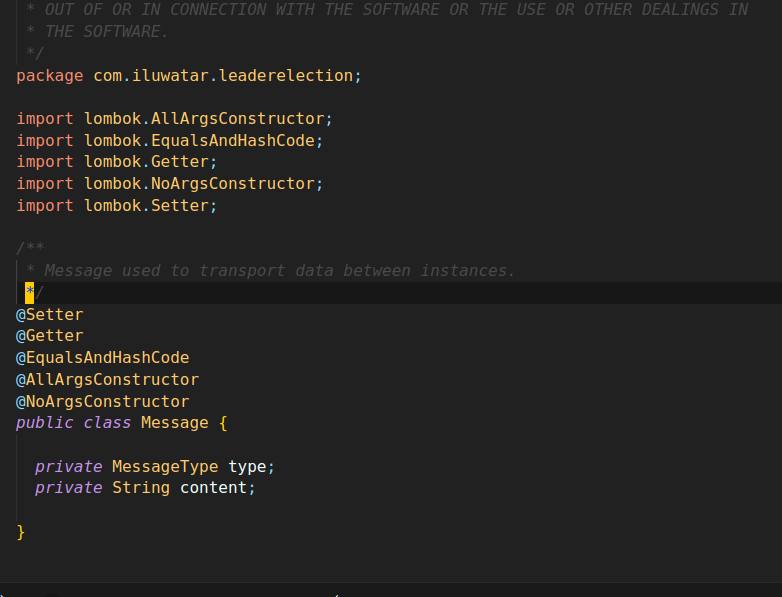 * OUT OF OR IN CONNECTION WITH THE SOFTWARE OR THE USE OR OTHER DEALINGS IN
* THE SOFTWARE.
*/
package com.iluwatar.leaderelection;
import lombok.AllArgsConstructor;
import lombok.EqualsAndHashCode;
import lombok.Getter;
import lombok.NoArgsConstructor;
import lombok.Setter;
/**
* Message used to transport data between instances.
*/
@Setter
@Getter
@EqualsAndHashCode
@AllArgsConstructor
@NoArgsConstructor
public class Message {
private MessageType type;
private String content;
}